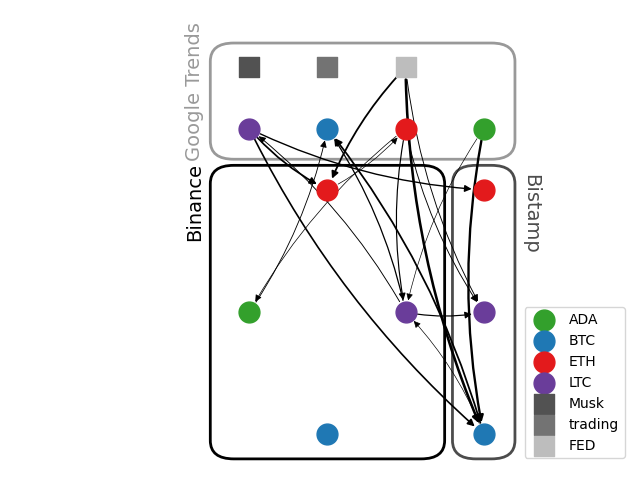 Google Trends
Binance
Bistamp
ADA
BTC
ETH
LTC
Musk
trading
FED